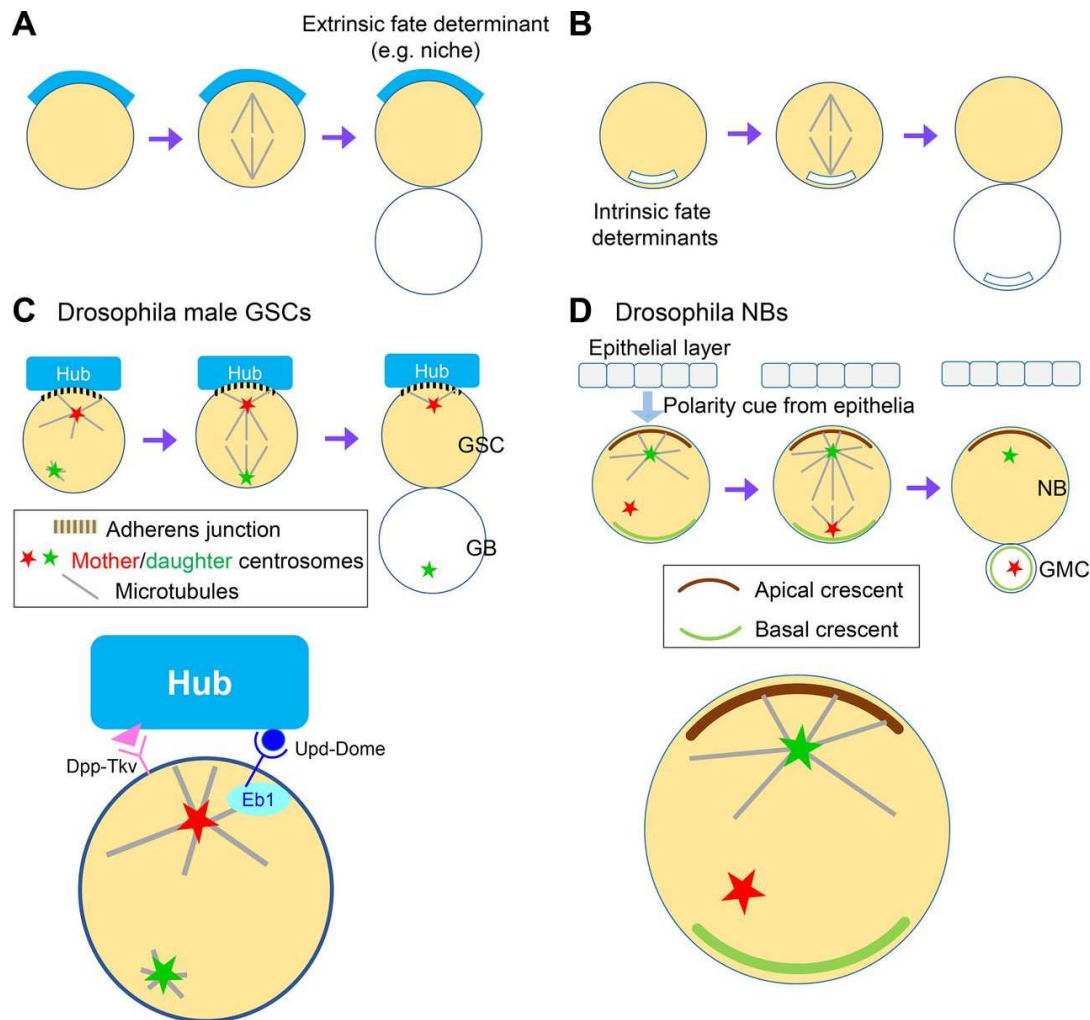 A
Extrinsic fate determinant
(e.g. niche)
B
Intrinsic fate
determinants
C Drosophila male GSCs
Hub
Hub
Hub
GSC
GB
Adherens junction
Mother/daughter centrosomes
Microtubules
Hub
Dpp-Tkv
Upd-Dome
Eb1
D Drosophila NBs
Epithelial layer
Polarity cue from epithelia
NB
GMC
Apical crescent
Basal crescent